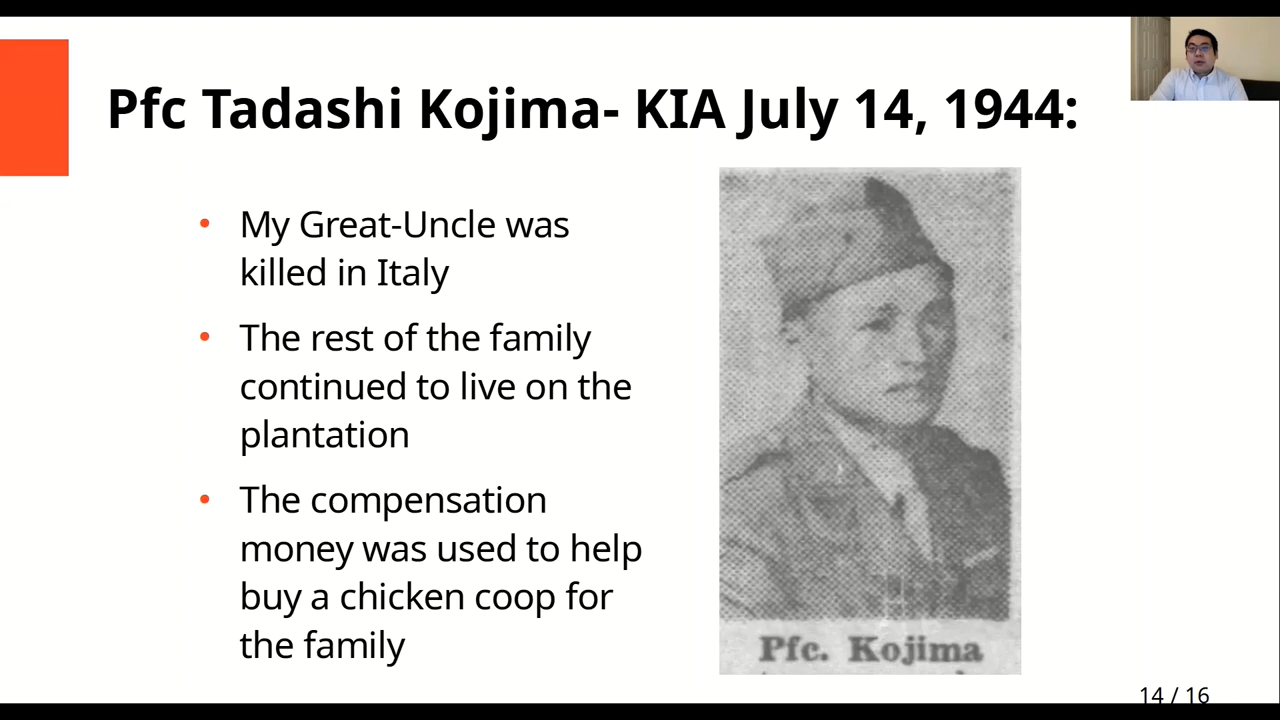 Pfc Tadashi Kojima- KIA July 14, 1944:
• My Great-Uncle was
killed in Italy
• The rest of the family
continued to live on the
plantation
• The compensation
money was used to help
buy a chicken coop for
the family
Pfc. Kojima
14 / 16